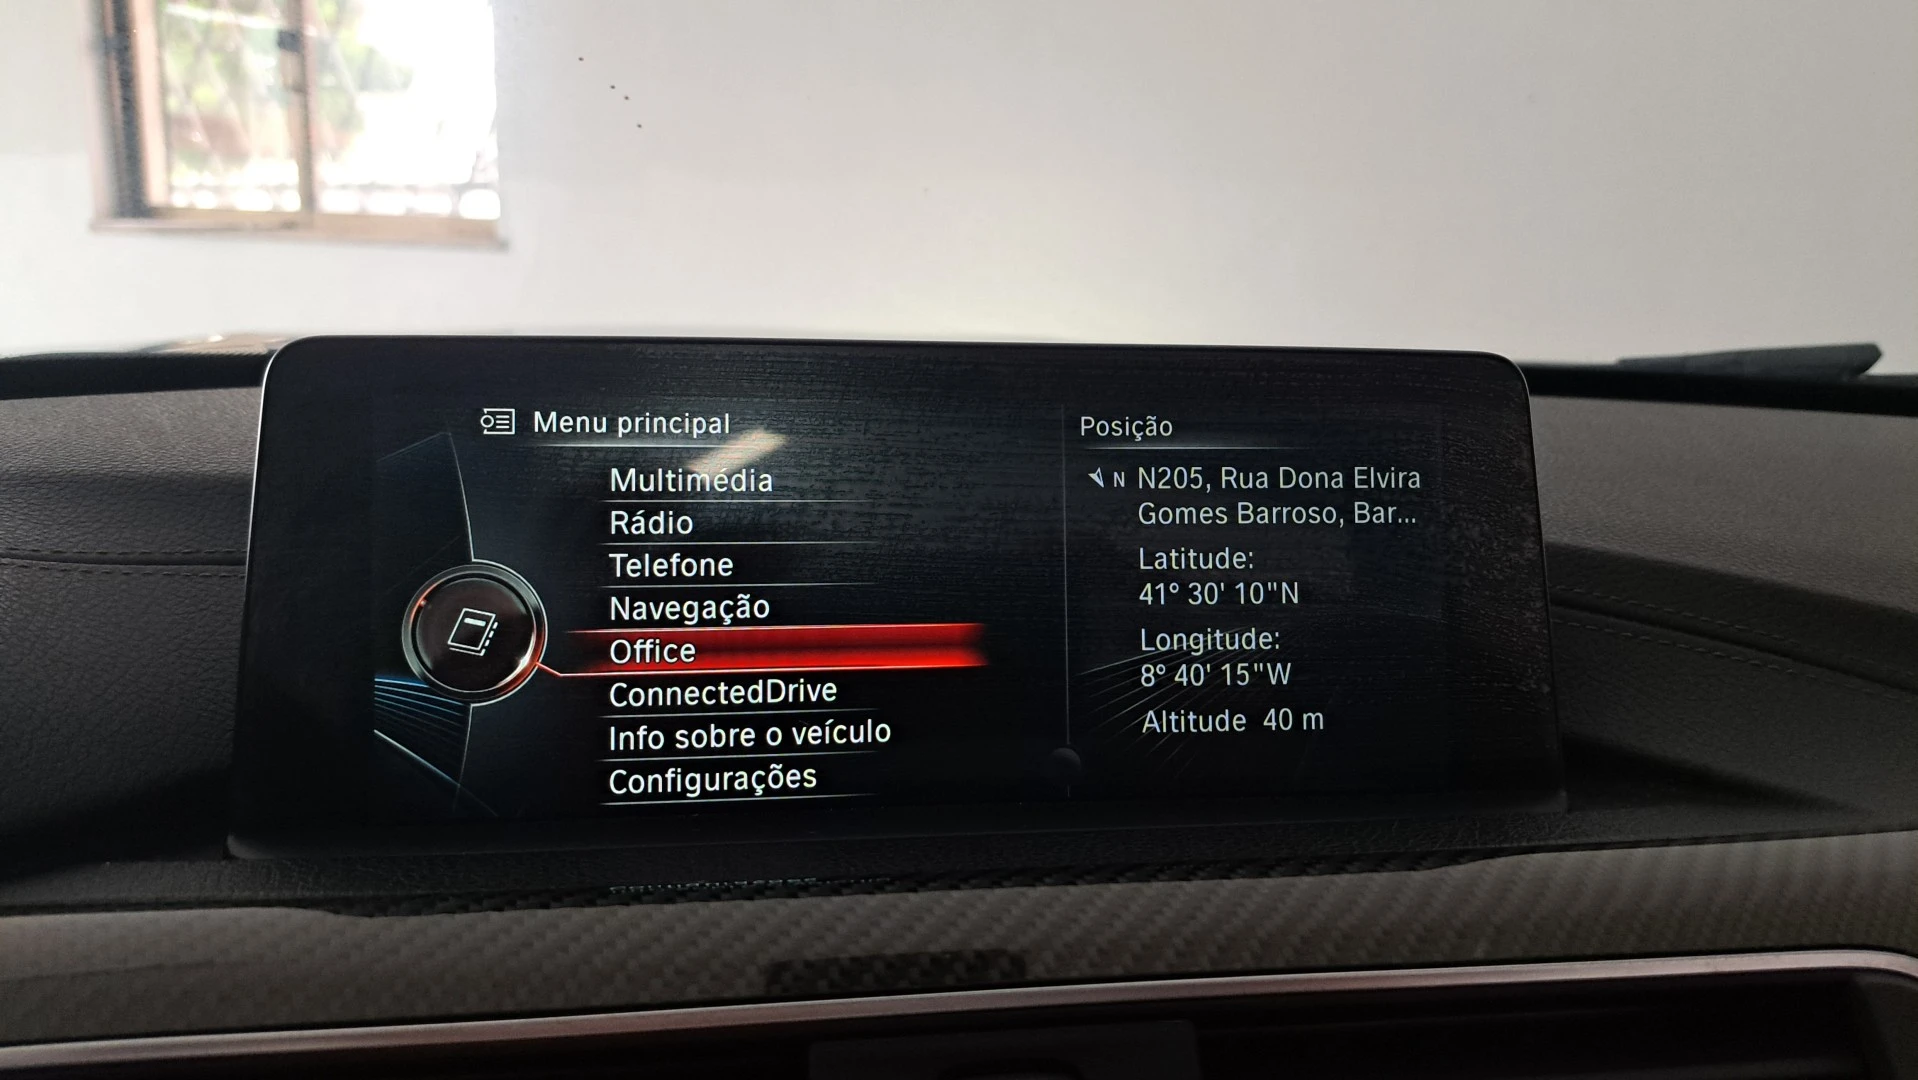 Menu principal
Multimédia
Rádio
Telefone
Navegação
Office
ConnectedDrive
Info sobre o veículo
Configurações
Posição
N N205, Rua Dona Elvira
Gomes Barroso, Bar...
Latitude:
41° 30' 10"N
Longitude:
8° 40' 15"W
Altitude 40 m